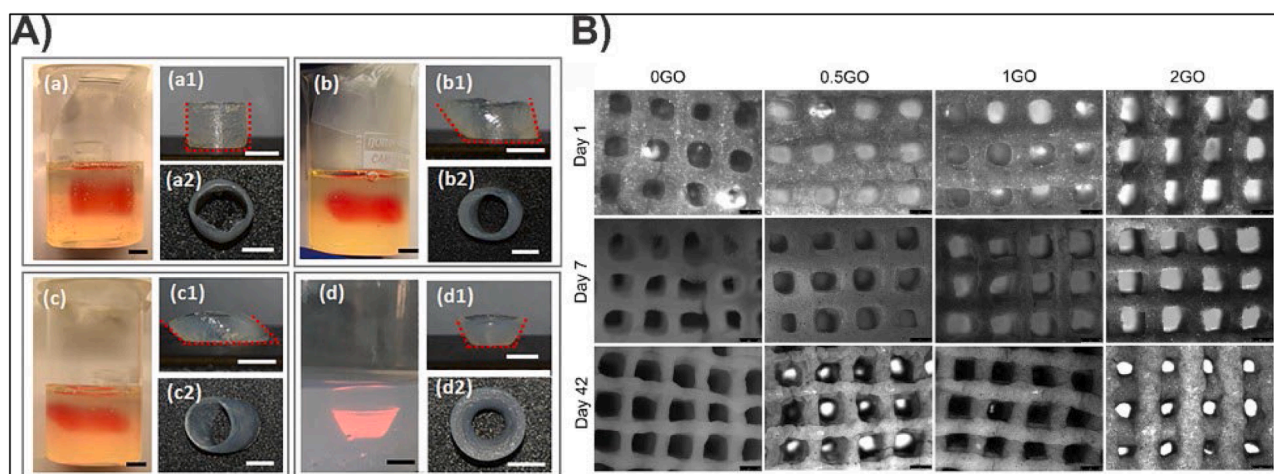 A)
B)
(a)
(a1)
(a2)
(b)
(b1)
(b2)
(c)
(c1)
(c2)
(d)
(d1)
(d2)
0GO 0.5GO 1GO 2GO
Day 1
Day 7
Day 42